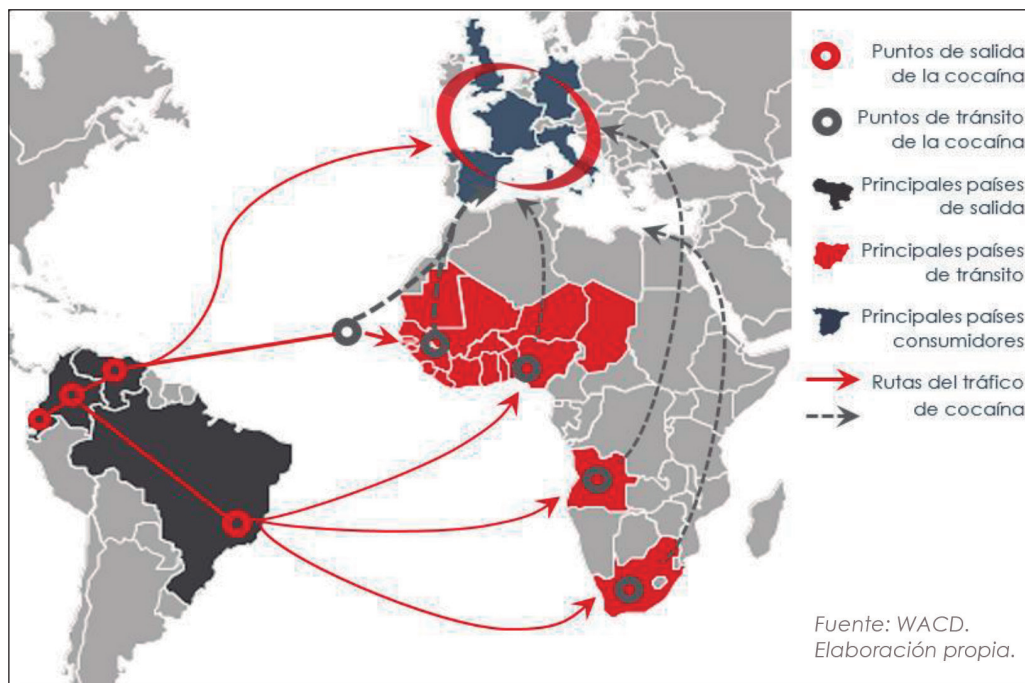 Puntos de salida
de la cocaína
Puntos de tránsito
de la cocaína
Principales países
de salida
Principales países
de tránsito
Principales países
consumidores
Rutas del tráfico
de cocaína
Fuente: WACD.
Elaboración propia.